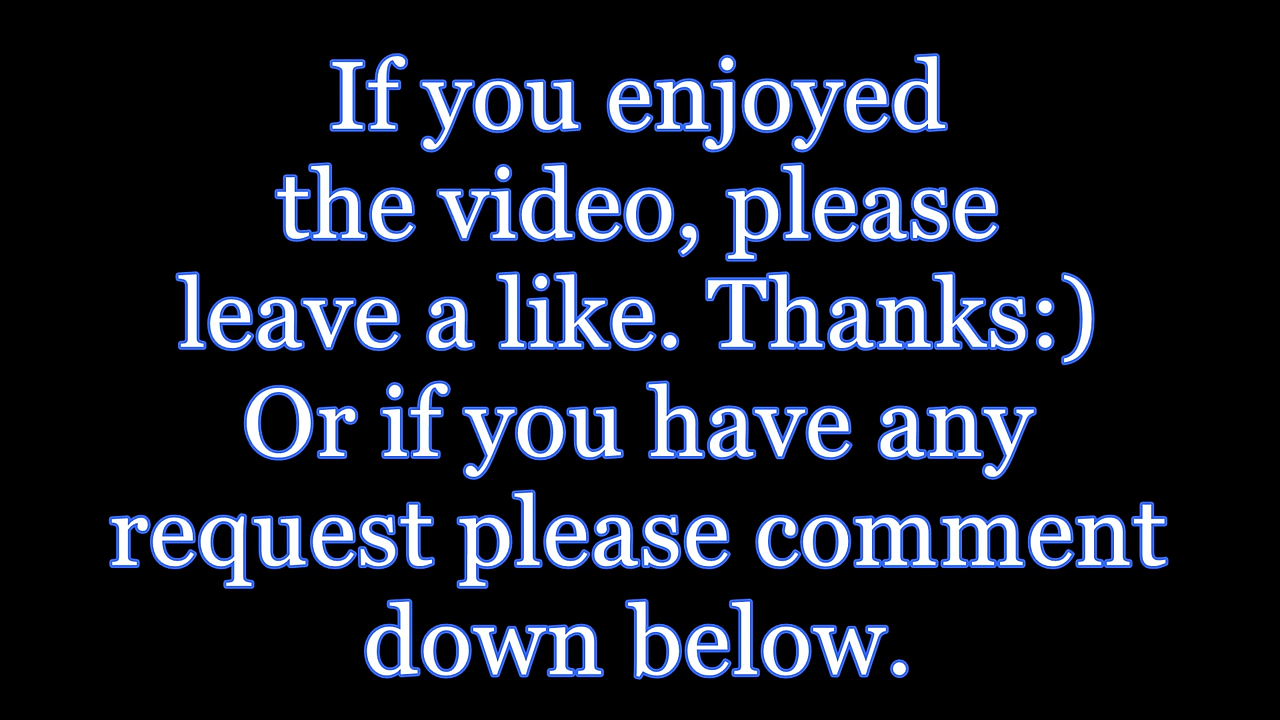 If you enjoyed
the video, please
leave a like. Thanks:)
Or if you have any
request please comment
down below.